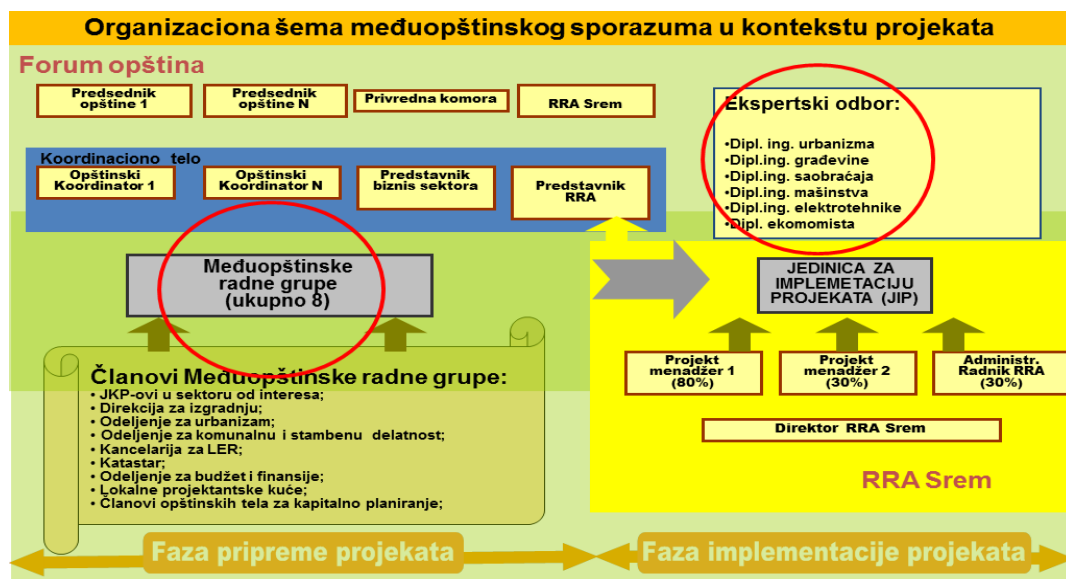 Organizaciona šema međuopštinskog sporazuma u kontekstu projekata
Forum opština
Predsednik
opštine 1
Predsednik
opštine N
Privredna komora
RRA Srem
Koordinaciono telo
Opštinski
Koordinator 1
Opštinski
Koordinator N
Predstavnik
biznis sektora
Predstavnik
RRA
Ekspertski odbor:
•Dipl. ing. urbanizma
•Dipl.ing. građevine
•Dipl.ing. saobraćaja
•Dipl.ing. mašinstva
•Dipl.ing. elektrotehnike
•Dipl. ekomomista
Međuopštinske
radne grupe
(ukupno 8)
JEDINICA ZA
IMPLEMETACIJU
PROJEKATA (JIP)
Projekt
menadžer 1
(80%)
Projekt
menadžer 2
(30%)
Administr.
Radnik RRA
(30%)
Direktor RRA Srem
RRA Srem
Članovi Međuopštinske radne grupe:
• JKP-ovi u sektoru od interesa;
• Direkcija za izgradnju;
• Odeljenje za urbanizam;
• Odeljenje za komunalnu i stambenu delatnost;
• Kancelarija za LER;
• Katastar;
• Odeljenje za budžet i finansije;
• Lokalne projektantske kuće;
• Članovi opštinskih tela za kapitalno planiranje;
Faza pripreme projekata
Faza implementacije projekata